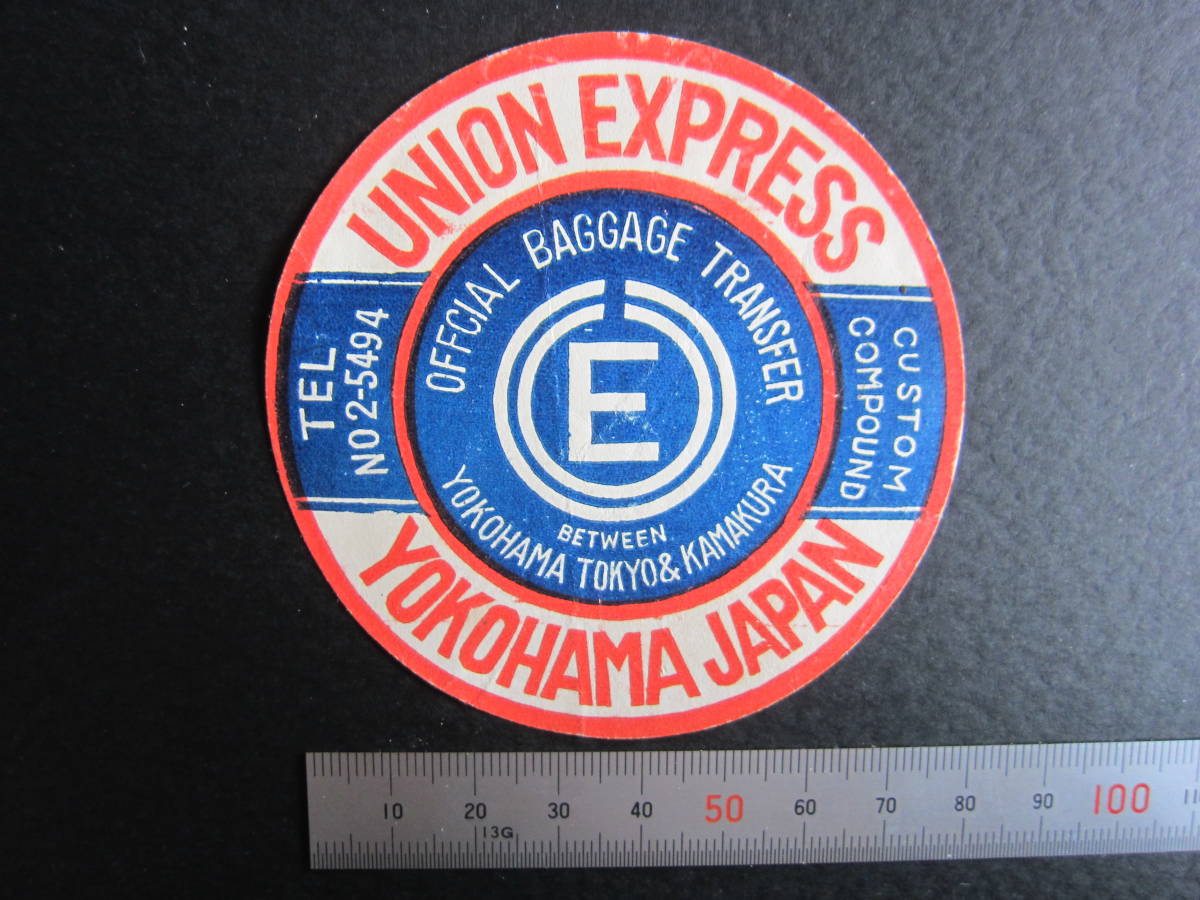 UNION EXPRESS
OFFCIAL BAGGAGE TRANSFER
TEL
NO 2-5494
E
CUSTOM
COMPOUND
BETWEEN
YOKOHAMA TOKYO & KAMAKURA
YOKOHAMA JAPAN
10 20 30 40 50 60 70 80 90 100 11
13G